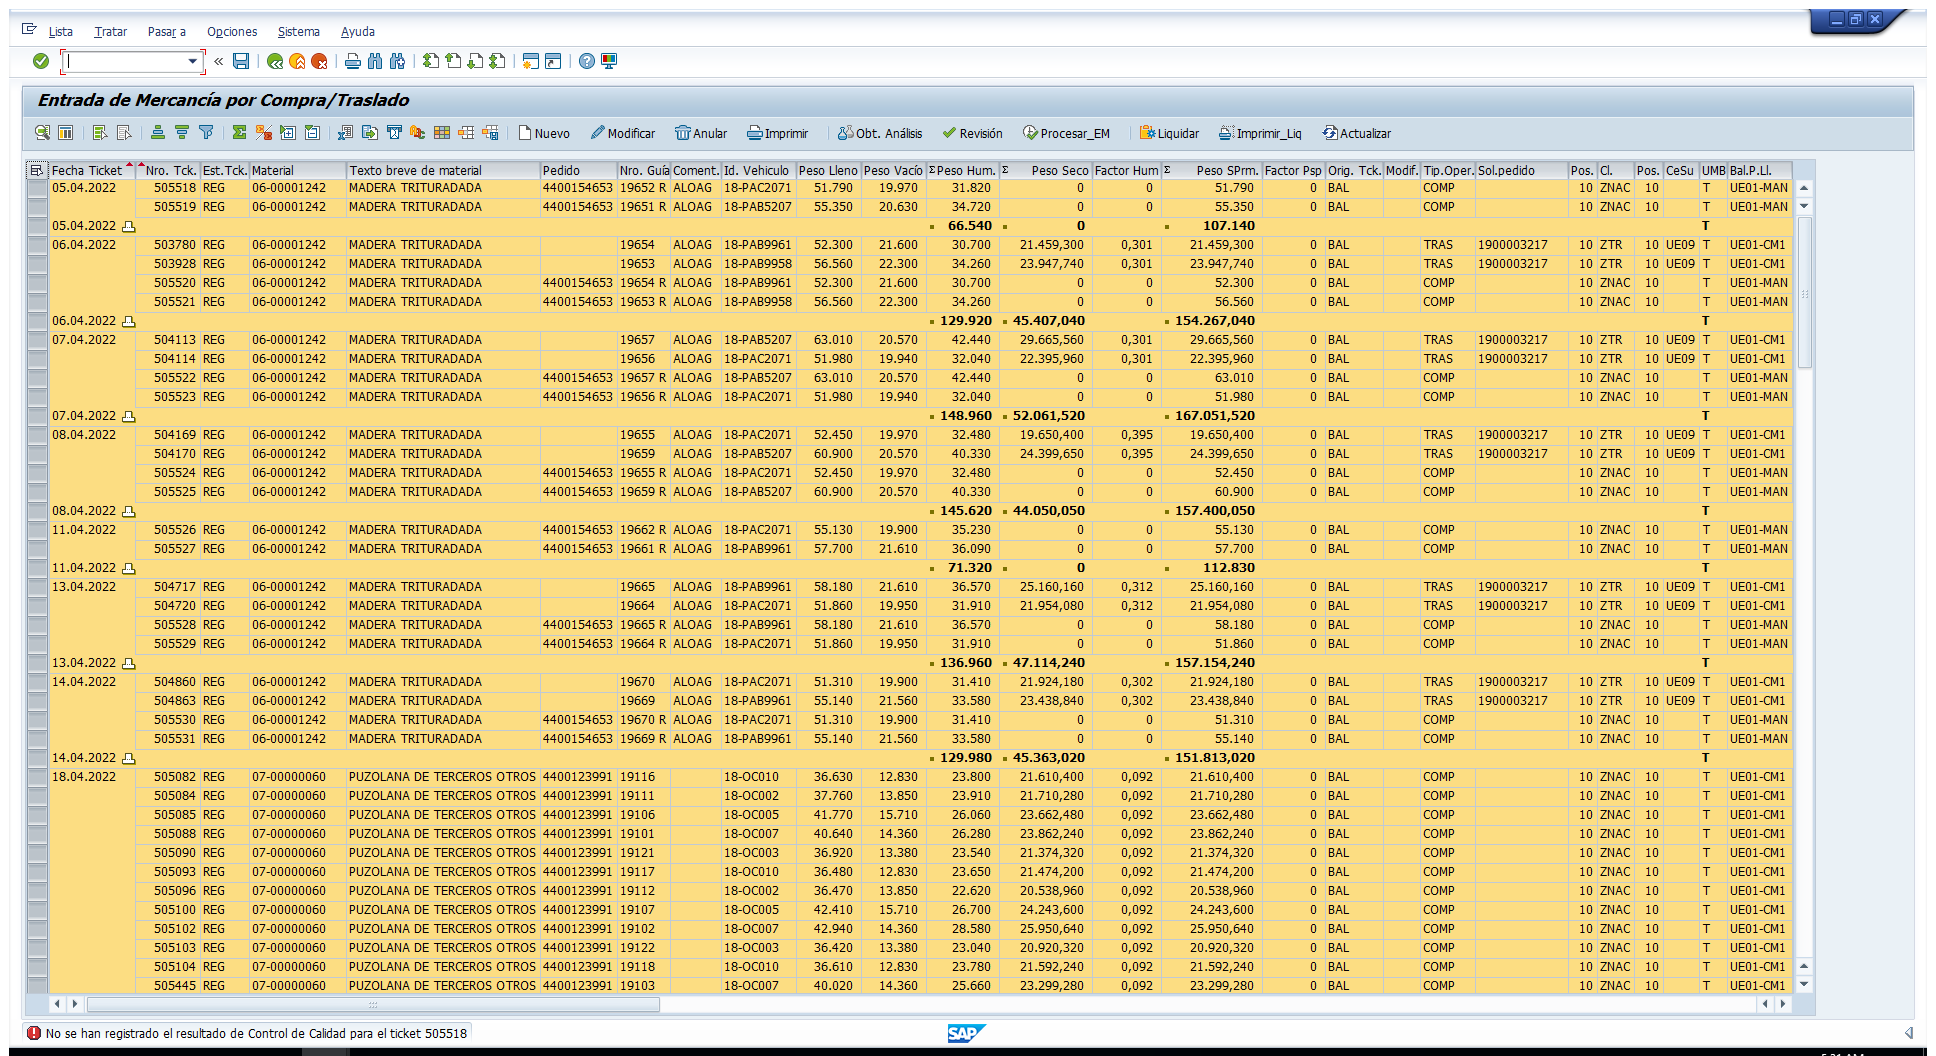 Lista Tratar Pasar a Opciones Sistema Ayuda
Entrada de Mercancía por Compra/Traslado
Nuevo Modificar Anular Imprimir Obt. Análisis Revisión Procesar_EM Liquidar Imprimir_Liq Actualizar
Fecha Ticket Nro. Tck. Est.Tck. Material Texto breve de material Pedido Nro. Guía Coment. Id. Vehiculo Peso Lleno Peso Vacío Σ Peso Hum. Σ Peso Seco Factor Hum Σ Peso SPrm. Factor Psp Orig. Tck. Modif. Tip.Oper. Sol.pedido Pos. Cl. Pos. CeSu UMB Bal.P.Ll.
05.04.2022 505518 REG 06-00001242 MADERA TRITURADADA 4400154653 19652 R ALOAG 18-PAC2071 51.790 19.970 31.820 0 0 51.790 0 BAL COMP 10 ZNAC 10 T UE01-MAN
505519 REG 06-00001242 MADERA TRITURADADA 4400154653 19651 R ALOAG 18-PAB5207 55.350 20.630 34.720 0 0 55.350 0 BAL COMP 10 ZNAC 10 T UE01-MAN
05.04.2022 66.540 0 107.140 T
06.04.2022 503780 REG 06-00001242 MADERA TRITURADADA 19654 ALOAG 18-PAB9961 52.300 21.600 30.700 21.459,300 0,301 21.459,300 0 BAL TRAS 1900003217 10 ZTR 10 UE09 T UE01-CM1
503928 REG 06-00001242 MADERA TRITURADADA 19653 ALOAG 18-PAB9958 56.560 22.300 34.260 23.947,740 0,301 23.947,740 0 BAL TRAS 1900003217 10 ZTR 10 UE09 T UE01-CM1
505520 REG 06-00001242 MADERA TRITURADADA 4400154653 19654 R ALOAG 18-PAB9961 52.300 21.600 30.700 0 0 52.300 0 BAL COMP 10 ZNAC 10 T UE01-MAN
505521 REG 06-00001242 MADERA TRITURADADA 4400154653 19653 R ALOAG 18-PAB9958 56.560 22.300 34.260 0 0 56.560 0 BAL COMP 10 ZNAC 10 T UE01-MAN
06.04.2022 129.920 45.407,040 154.267,040 T
07.04.2022 504113 REG 06-00001242 MADERA TRITURADADA 19657 ALOAG 18-PAB5207 63.010 20.570 42.440 29.665,560 0,301 29.665,560 0 BAL TRAS 1900003217 10 ZTR 10 UE09 T UE01-CM1
504114 REG 06-00001242 MADERA TRITURADADA 19656 ALOAG 18-PAC2071 51.980 19.940 32.040 22.395,960 0,301 22.395,960 0 BAL TRAS 1900003217 10 ZTR 10 UE09 T UE01-CM1
505522 REG 06-00001242 MADERA TRITURADADA 4400154653 19657 R ALOAG 18-PAB5207 63.010 20.570 42.440 0 0 63.010 0 BAL COMP 10 ZNAC 10 T UE01-MAN
505523 REG 06-00001242 MADERA TRITURADADA 4400154653 19656 R ALOAG 18-PAC2071 51.980 19.940 32.040 0 0 51.980 0 BAL COMP 10 ZNAC 10 T UE01-MAN
07.04.2022 148.960 52.061,520 167.051,520 T
08.04.2022 504169 REG 06-00001242 MADERA TRITURADADA 19655 ALOAG 18-PAC2071 52.450 19.970 32.480 19.650,400 0,395 19.650,400 0 BAL TRAS 1900003217 10 ZTR 10 UE09 T UE01-CM1
504170 REG 06-00001242 MADERA TRITURADADA 19659 ALOAG 18-PAB5207 60.900 20.570 40.330 24.399,650 0,395 24.399,650 0 BAL TRAS 1900003217 10 ZTR 10 UE09 T UE01-CM1
505524 REG 06-00001242 MADERA TRITURADADA 4400154653 19655 R ALOAG 18-PAC2071 52.450 19.970 32.480 0 0 52.450 0 BAL COMP 10 ZNAC 10 T UE01-MAN
505525 REG 06-00001242 MADERA TRITURADADA 4400154653 19659 R ALOAG 18-PAB5207 60.900 20.570 40.330 0 0 60.900 0 BAL COMP 10 ZNAC 10 T UE01-MAN
08.04.2022 145.620 44.050,050 157.400,050 T
11.04.2022 505526 REG 06-00001242 MADERA TRITURADADA 4400154653 19662 R ALOAG 18-PAC2071 55.130 19.900 35.230 0 0 55.130 0 BAL COMP 10 ZNAC 10 T UE01-MAN
505527 REG 06-00001242 MADERA TRITURADADA 4400154653 19661 R ALOAG 18-PAB9961 57.700 21.610 36.090 0 0 57.700 0 BAL COMP 10 ZNAC 10 T UE01-MAN
11.04.2022 71.320 0 112.830 T
13.04.2022 504717 REG 06-00001242 MADERA TRITURADADA 19665 ALOAG 18-PAB9961 58.180 21.610 36.570 25.160,160 0,312 25.160,160 0 BAL TRAS 1900003217 10 ZTR 10 UE09 T UE01-CM1
504720 REG 06-00001242 MADERA TRITURADADA 19664 ALOAG 18-PAC2071 51.860 19.950 31.910 21.954,080 0,312 21.954,080 0 BAL TRAS 1900003217 10 ZTR 10 UE09 T UE01-CM1
505528 REG 06-00001242 MADERA TRITURADADA 4400154653 19665 R ALOAG 18-PAB9961 58.180 21.610 36.570 0 0 58.180 0 BAL COMP 10 ZNAC 10 T UE01-MAN
505529 REG 06-00001242 MADERA TRITURADADA 4400154653 19664 R ALOAG 18-PAC2071 51.860 19.950 31.910 0 0 51.860 0 BAL COMP 10 ZNAC 10 T UE01-MAN
13.04.2022 136.960 47.114,240 157.154,240 T
14.04.2022 504860 REG 06-00001242 MADERA TRITURADADA 19670 ALOAG 18-PAC2071 51.310 19.900 31.410 21.924,180 0,302 21.924,180 0 BAL TRAS 1900003217 10 ZTR 10 UE09 T UE01-CM1
504863 REG 06-00001242 MADERA TRITURADADA 19669 ALOAG 18-PAB9961 55.140 21.560 33.580 23.438,840 0,302 23.438,840 0 BAL TRAS 1900003217 10 ZTR 10 UE09 T UE01-CM1
505530 REG 06-00001242 MADERA TRITURADADA 4400154653 19670 R ALOAG 18-PAC2071 51.310 19.900 31.410 0 0 51.310 0 BAL COMP 10 ZNAC 10 T UE01-MAN
505531 REG 06-00001242 MADERA TRITURADADA 4400154653 19669 R ALOAG 18-PAB9961 55.140 21.560 33.580 0 0 55.140 0 BAL COMP 10 ZNAC 10 T UE01-MAN
14.04.2022 129.980 45.363,020 151.813,020 T
18.04.2022 505082 REG 07-00000060 PUZOLANA DE TERCEROS OTROS 4400123991 19116 18-OC010 36.630 12.830 23.800 21.610,400 0,092 21.610,400 0 BAL COMP 10 ZNAC 10 T UE01-CM1
505084 REG 07-00000060 PUZOLANA DE TERCEROS OTROS 4400123991 19111 18-OC002 37.760 13.850 23.910 21.710,280 0,092 21.710,280 0 BAL COMP 10 ZNAC 10 T UE01-CM1
505085 REG 07-00000060 PUZOLANA DE TERCEROS OTROS 4400123991 19106 18-OC005 41.770 15.710 26.060 23.662,480 0,092 23.662,480 0 BAL COMP 10 ZNAC 10 T UE01-CM1
505088 REG 07-00000060 PUZOLANA DE TERCEROS OTROS 4400123991 19101 18-OC007 40.640 14.360 26.280 23.862,240 0,092 23.862,240 0 BAL COMP 10 ZNAC 10 T UE01-CM1
505090 REG 07-00000060 PUZOLANA DE TERCEROS OTROS 4400123991 19121 18-OC003 36.920 13.380 23.540 21.374,320 0,092 21.374,320 0 BAL COMP 10 ZNAC 10 T UE01-CM1
505093 REG 07-00000060 PUZOLANA DE TERCEROS OTROS 4400123991 19117 18-OC010 36.480 12.830 23.650 21.474,200 0,092 21.474,200 0 BAL COMP 10 ZNAC 10 T UE01-CM1
505096 REG 07-00000060 PUZOLANA DE TERCEROS OTROS 4400123991 19112 18-OC002 36.470 13.850 22.620 20.538,960 0,092 20.538,960 0 BAL COMP 10 ZNAC 10 T UE01-CM1
505100 REG 07-00000060 PUZOLANA DE TERCEROS OTROS 4400123991 19107 18-OC005 42.410 15.710 26.700 24.243,600 0,092 24.243,600 0 BAL COMP 10 ZNAC 10 T UE01-CM1
505102 REG 07-00000060 PUZOLANA DE TERCEROS OTROS 4400123991 19102 18-OC007 42.940 14.360 28.580 25.950,640 0,092 25.950,640 0 BAL COMP 10 ZNAC 10 T UE01-CM1
505103 REG 07-00000060 PUZOLANA DE TERCEROS OTROS 4400123991 19122 18-OC003 36.420 13.380 23.040 20.920,320 0,092 20.920,320 0 BAL COMP 10 ZNAC 10 T UE01-CM1
505104 REG 07-00000060 PUZOLANA DE TERCEROS OTROS 4400123991 19118 18-OC010 36.610 12.830 23.780 21.592,240 0,092 21.592,240 0 BAL COMP 10 ZNAC 10 T UE01-CM1
505445 REG 07-00000060 PUZOLANA DE TERCEROS OTROS 4400123991 19103 18-OC007 40.020 14.360 25.660 23.299,280 0,092 23.299,280 0 BAL COMP 10 ZNAC 10 T UE01-CM1
No se han registrado el resultado de Control de Calidad para el ticket 505518
SAP